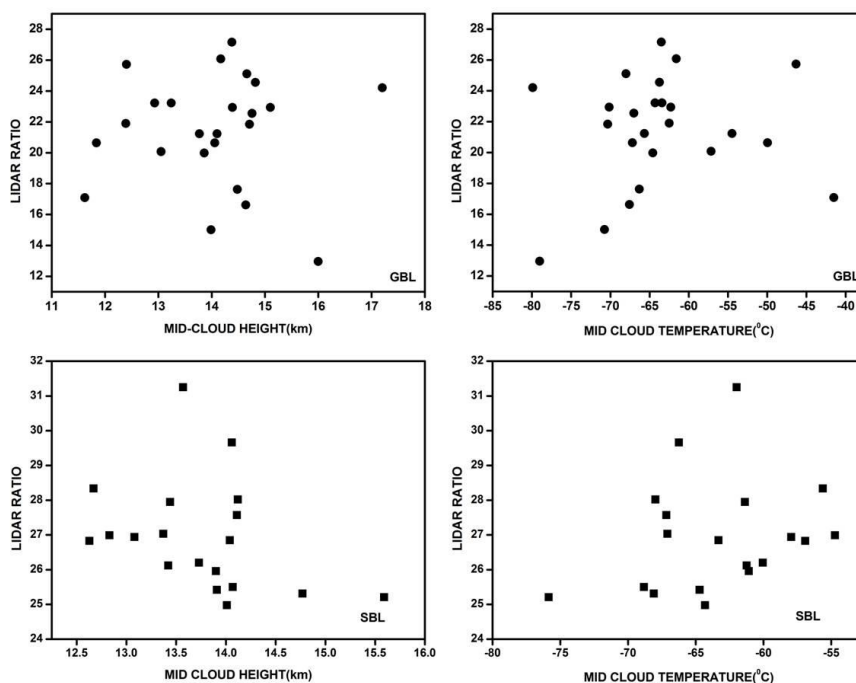 28
26
24
22
20
18
16
14
12
LIDAR RATIO
11 12 13 14 15 16 17 18
MID-CLOUD HEIGHT(km)
GBL
28
26
24
22
20
18
16
14
12
LIDAR RATIO
-85 -80 -75 -70 -65 -60 -55 -50 -45 -40
MID CLOUD TEMPERATURE(⁰C)
GBL
32
31
30
29
28
27
26
25
24
LIDAR RATIO
12.5 13.0 13.5 14.0 14.5 15.0 15.5 16.0
MID CLOUD HEIGHT(km)
SBL
32
31
30
29
28
27
26
25
24
LIDAR RATIO
-80 -75 -70 -65 -60 -55
MID CLOUD TEMPERATURE(⁰C)
SBL